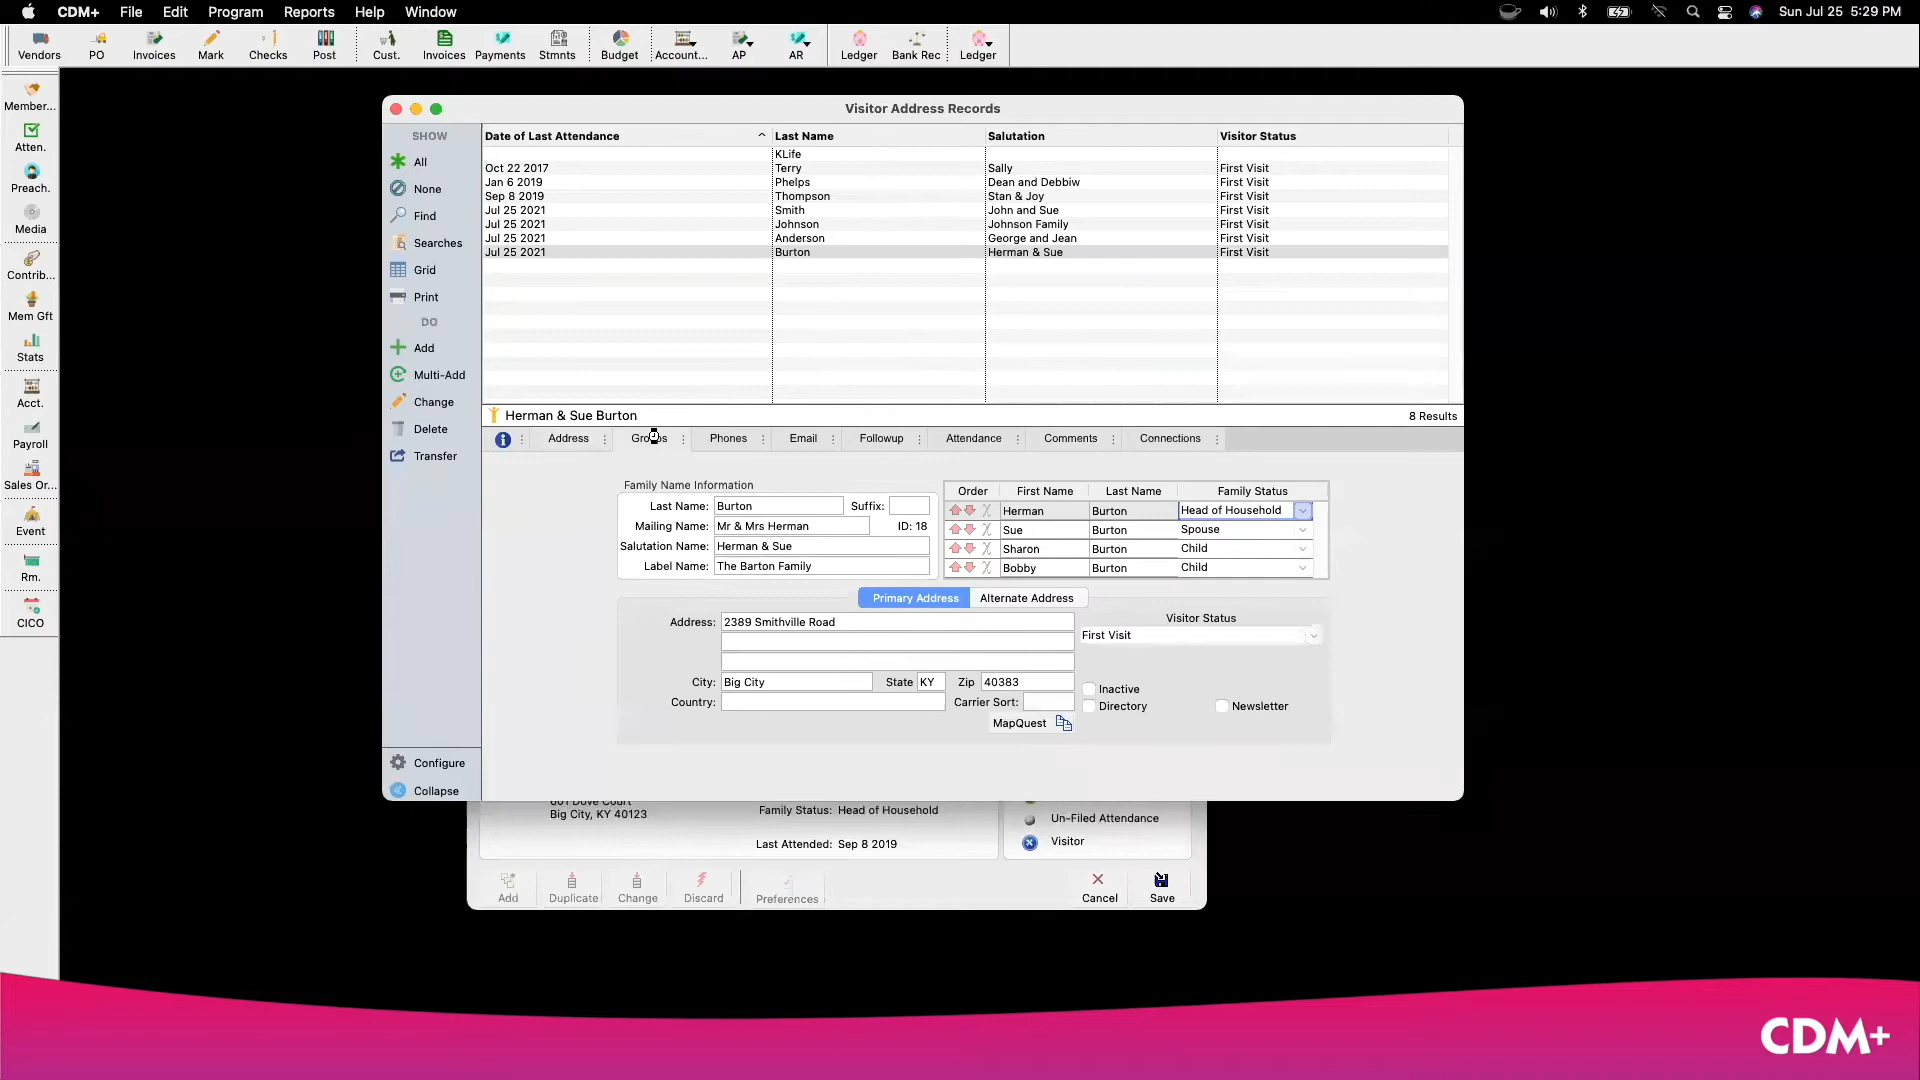 CDM+ File Edit Program Reports Help Window Sun Jul 25 5:29 PM
Vendors PO Invoices Mark Checks Post Cust. Invoices Payments Stmnts Budget Account... AP AR Ledger Bank Rec Ledger
Member...
Atten.
Preach.
Media
Contrib...
Mem Gft
Stats
Acct.
Payroll
Sales Or...
Event
Rm.
CICO
Visitor Address Records
SHOW
All
None
Find
Searches
Grid
Print
DO
Add
Multi-Add
Change
Delete
Transfer
Configure
Collapse
Date of Last Attendance Last Name Salutation Visitor Status
KLife
Oct 22 2017 Terry Sally First Visit
Jan 6 2019 Phelps Dean and Debbiw First Visit
Sep 8 2019 Thompson Stan & Joy First Visit
Jul 25 2021 Smith John and Sue First Visit
Jul 25 2021 Johnson Johnson Family First Visit
Jul 25 2021 Anderson George and Jean First Visit
Jul 25 2021 Burton Herman & Sue First Visit
Herman & Sue Burton 8 Results
Address Groups Phones Email Followup Attendance Comments Connections
Family Name Information
Last Name: Burton Suffix:
Mailing Name: Mr & Mrs Herman ID: 18
Salutation Name: Herman & Sue
Label Name: The Barton Family
Order First Name Last Name Family Status
Herman Burton Head of Household
Sue Burton Spouse
Sharon Burton Child
Bobby Burton Child
Primary Address Alternate Address
Address: 2389 Smithville Road
City: Big City State KY Zip 40383
Country: Carrier Sort:
MapQuest
Visitor Status
First Visit
Inactive
Directory Newsletter
601 Dove Court
Big City, KY 40123
Family Status: Head of Household
Last Attended: Sep 8 2019
Un-Filed Attendance
Visitor
Add Duplicate Change Discard Preferences Cancel Save
CDM+